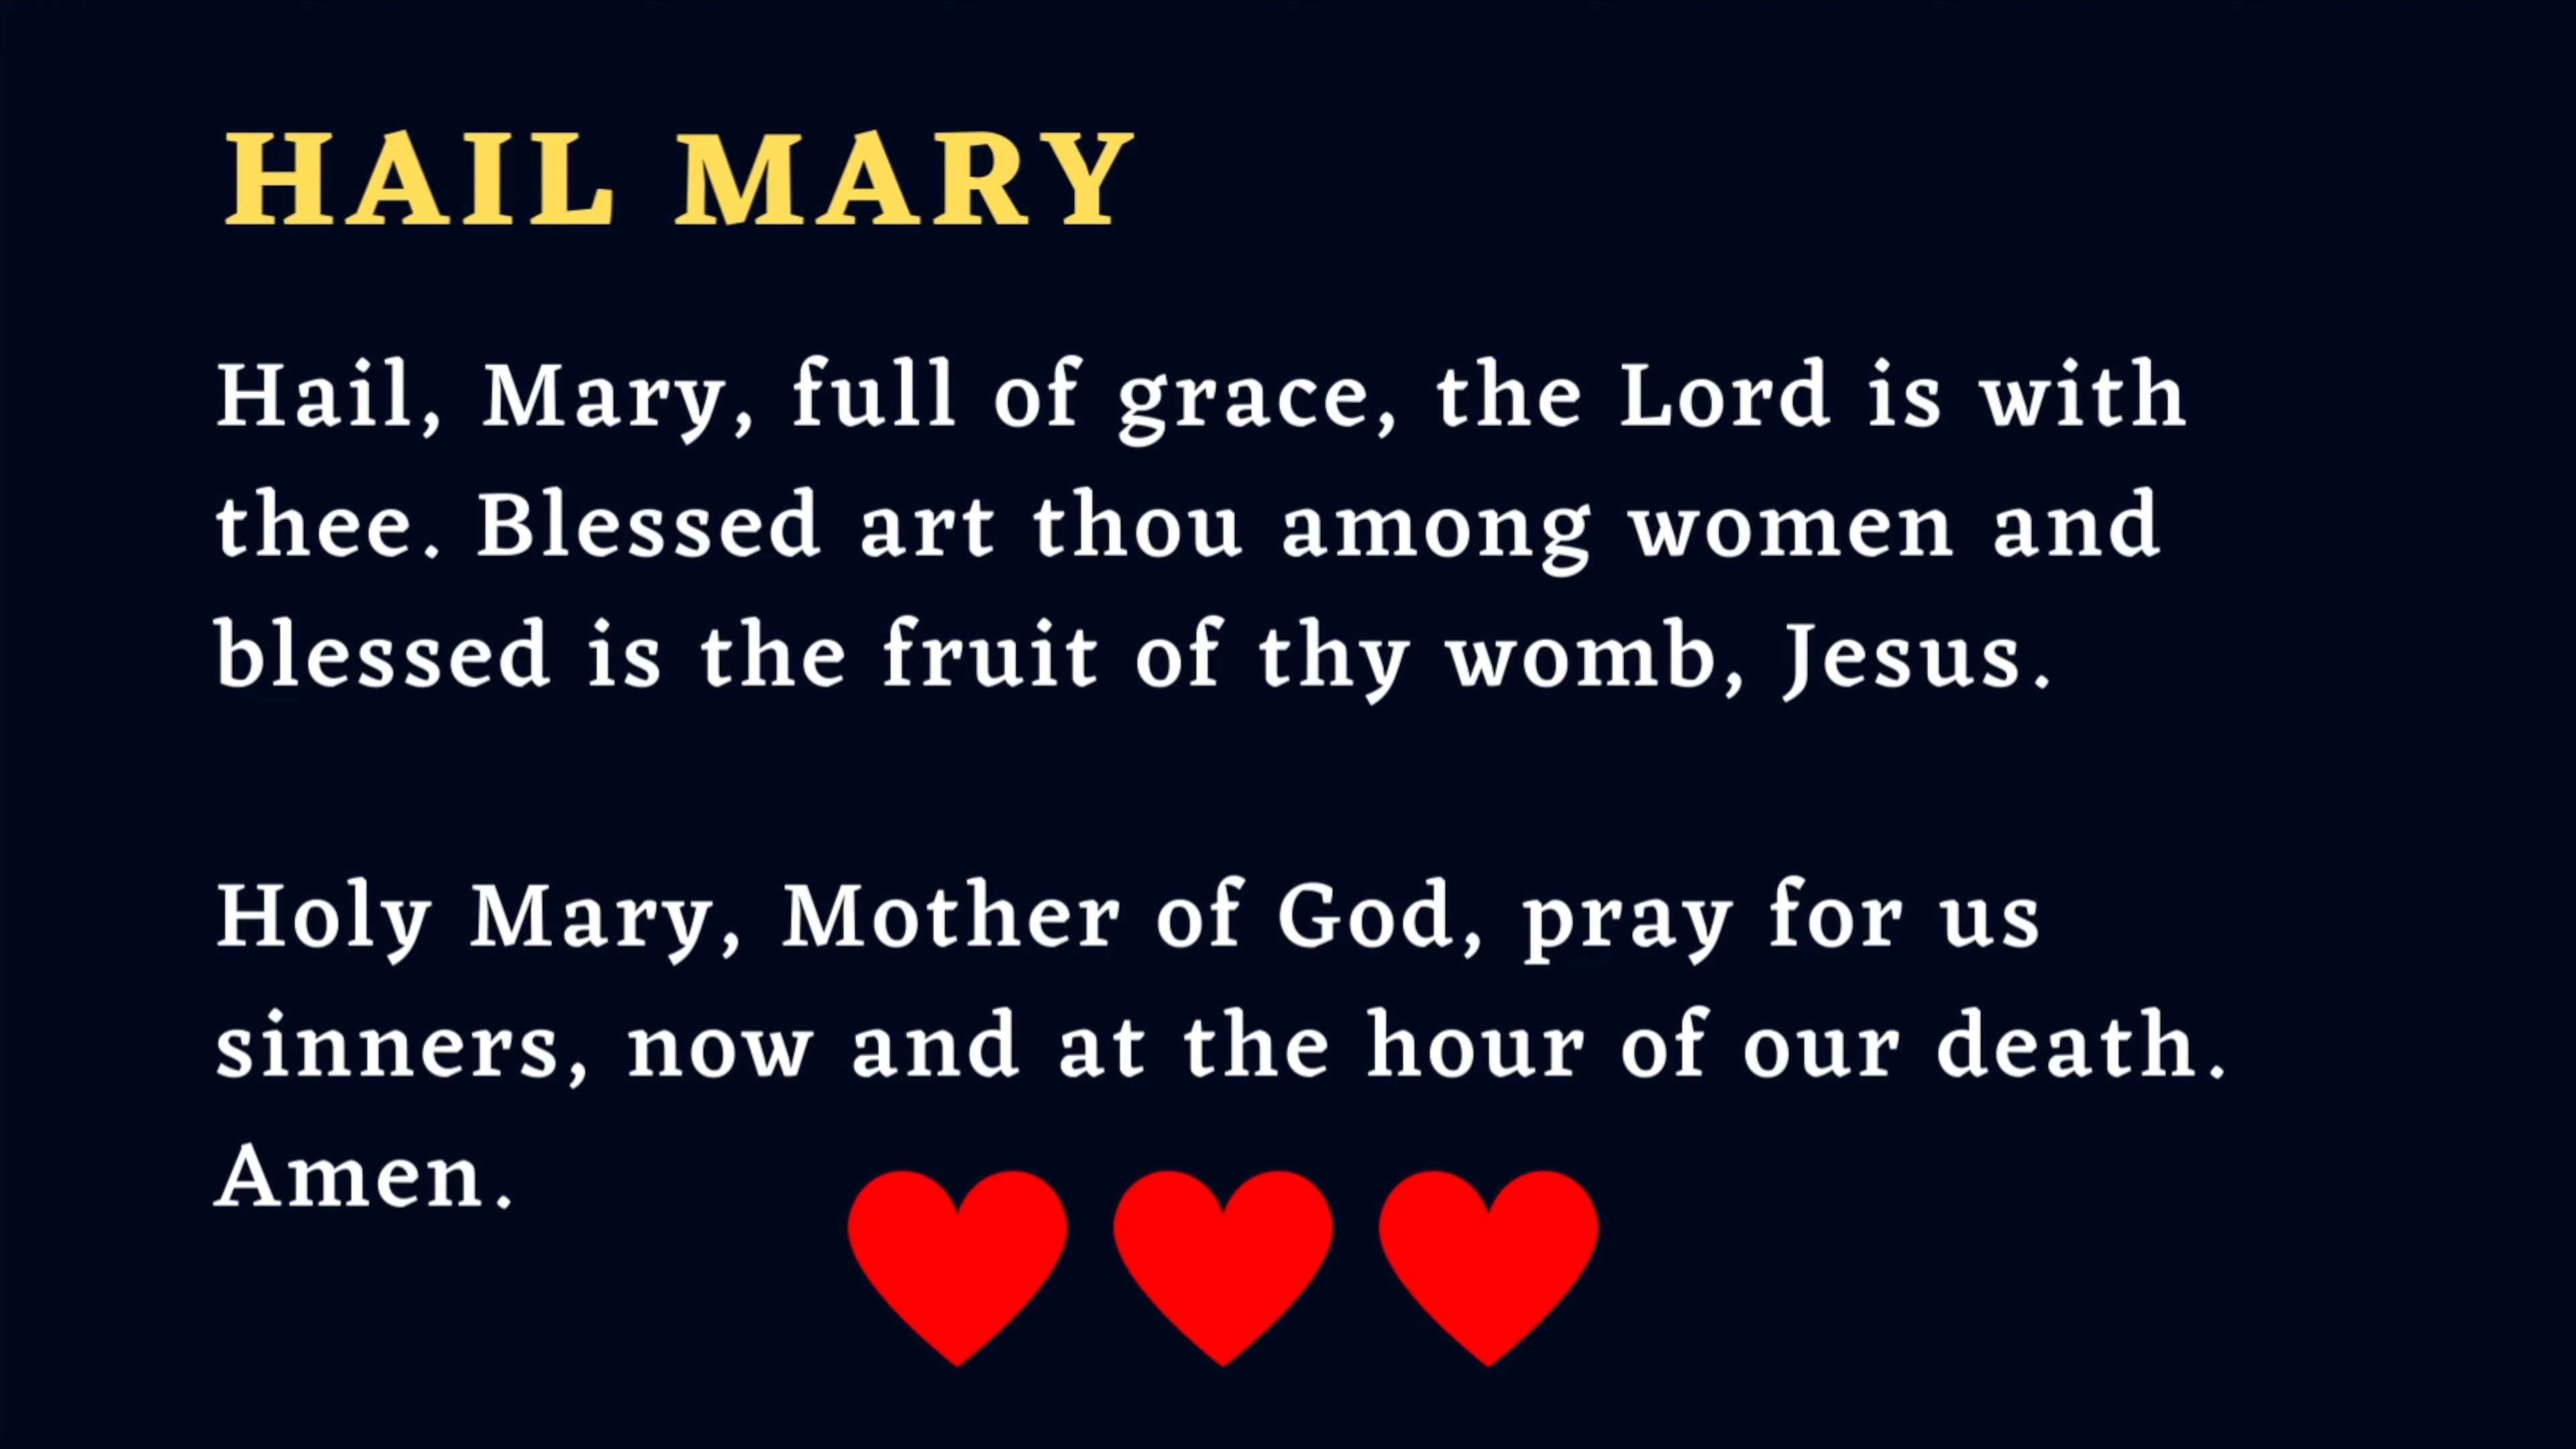 HAIL MARY
Hail, Mary, full of grace, the Lord is with
thee. Blessed art thou among women and
blessed is the fruit of thy womb, Jesus.
Holy Mary, Mother of God, pray for us
sinners, now and at the hour of our death.
Amen.